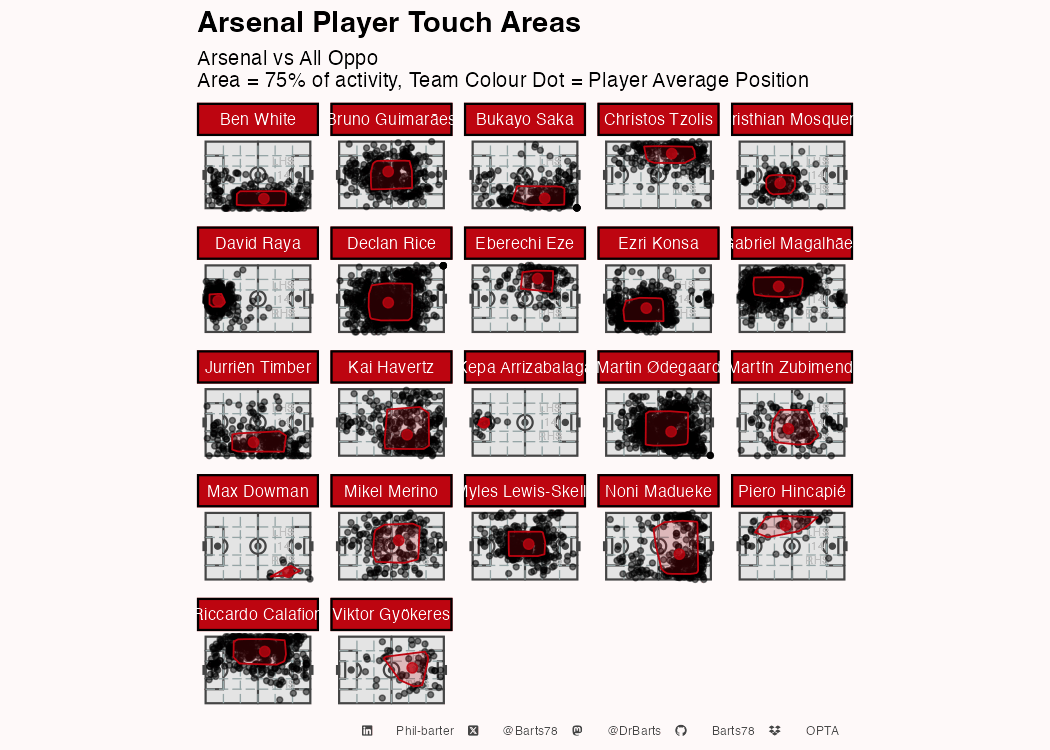 Arsenal Player Touch Areas
Arsenal vs All Oppo
Area = 75% of activity, Team Colour Dot = Player Average Position
Ben White
Bruno Guimarães
Bukayo Saka
Christos Tzolis
risthian Mosquer
David Raya
Declan Rice
Eberechi Eze
Ezri Konsa
Gabriel Magalhãe
Jurriën Timber
Kai Havertz
Kepa Arrizabalaga
Martin Ødegaard
Martín Zubimend
Max Dowman
Mikel Merino
Myles Lewis-Skell
Noni Madueke
Piero Hincapié
Riccardo Calafior
Viktor Gyökeres
Phil-barter @Barts78 @DrBarts Barts78 OPTA